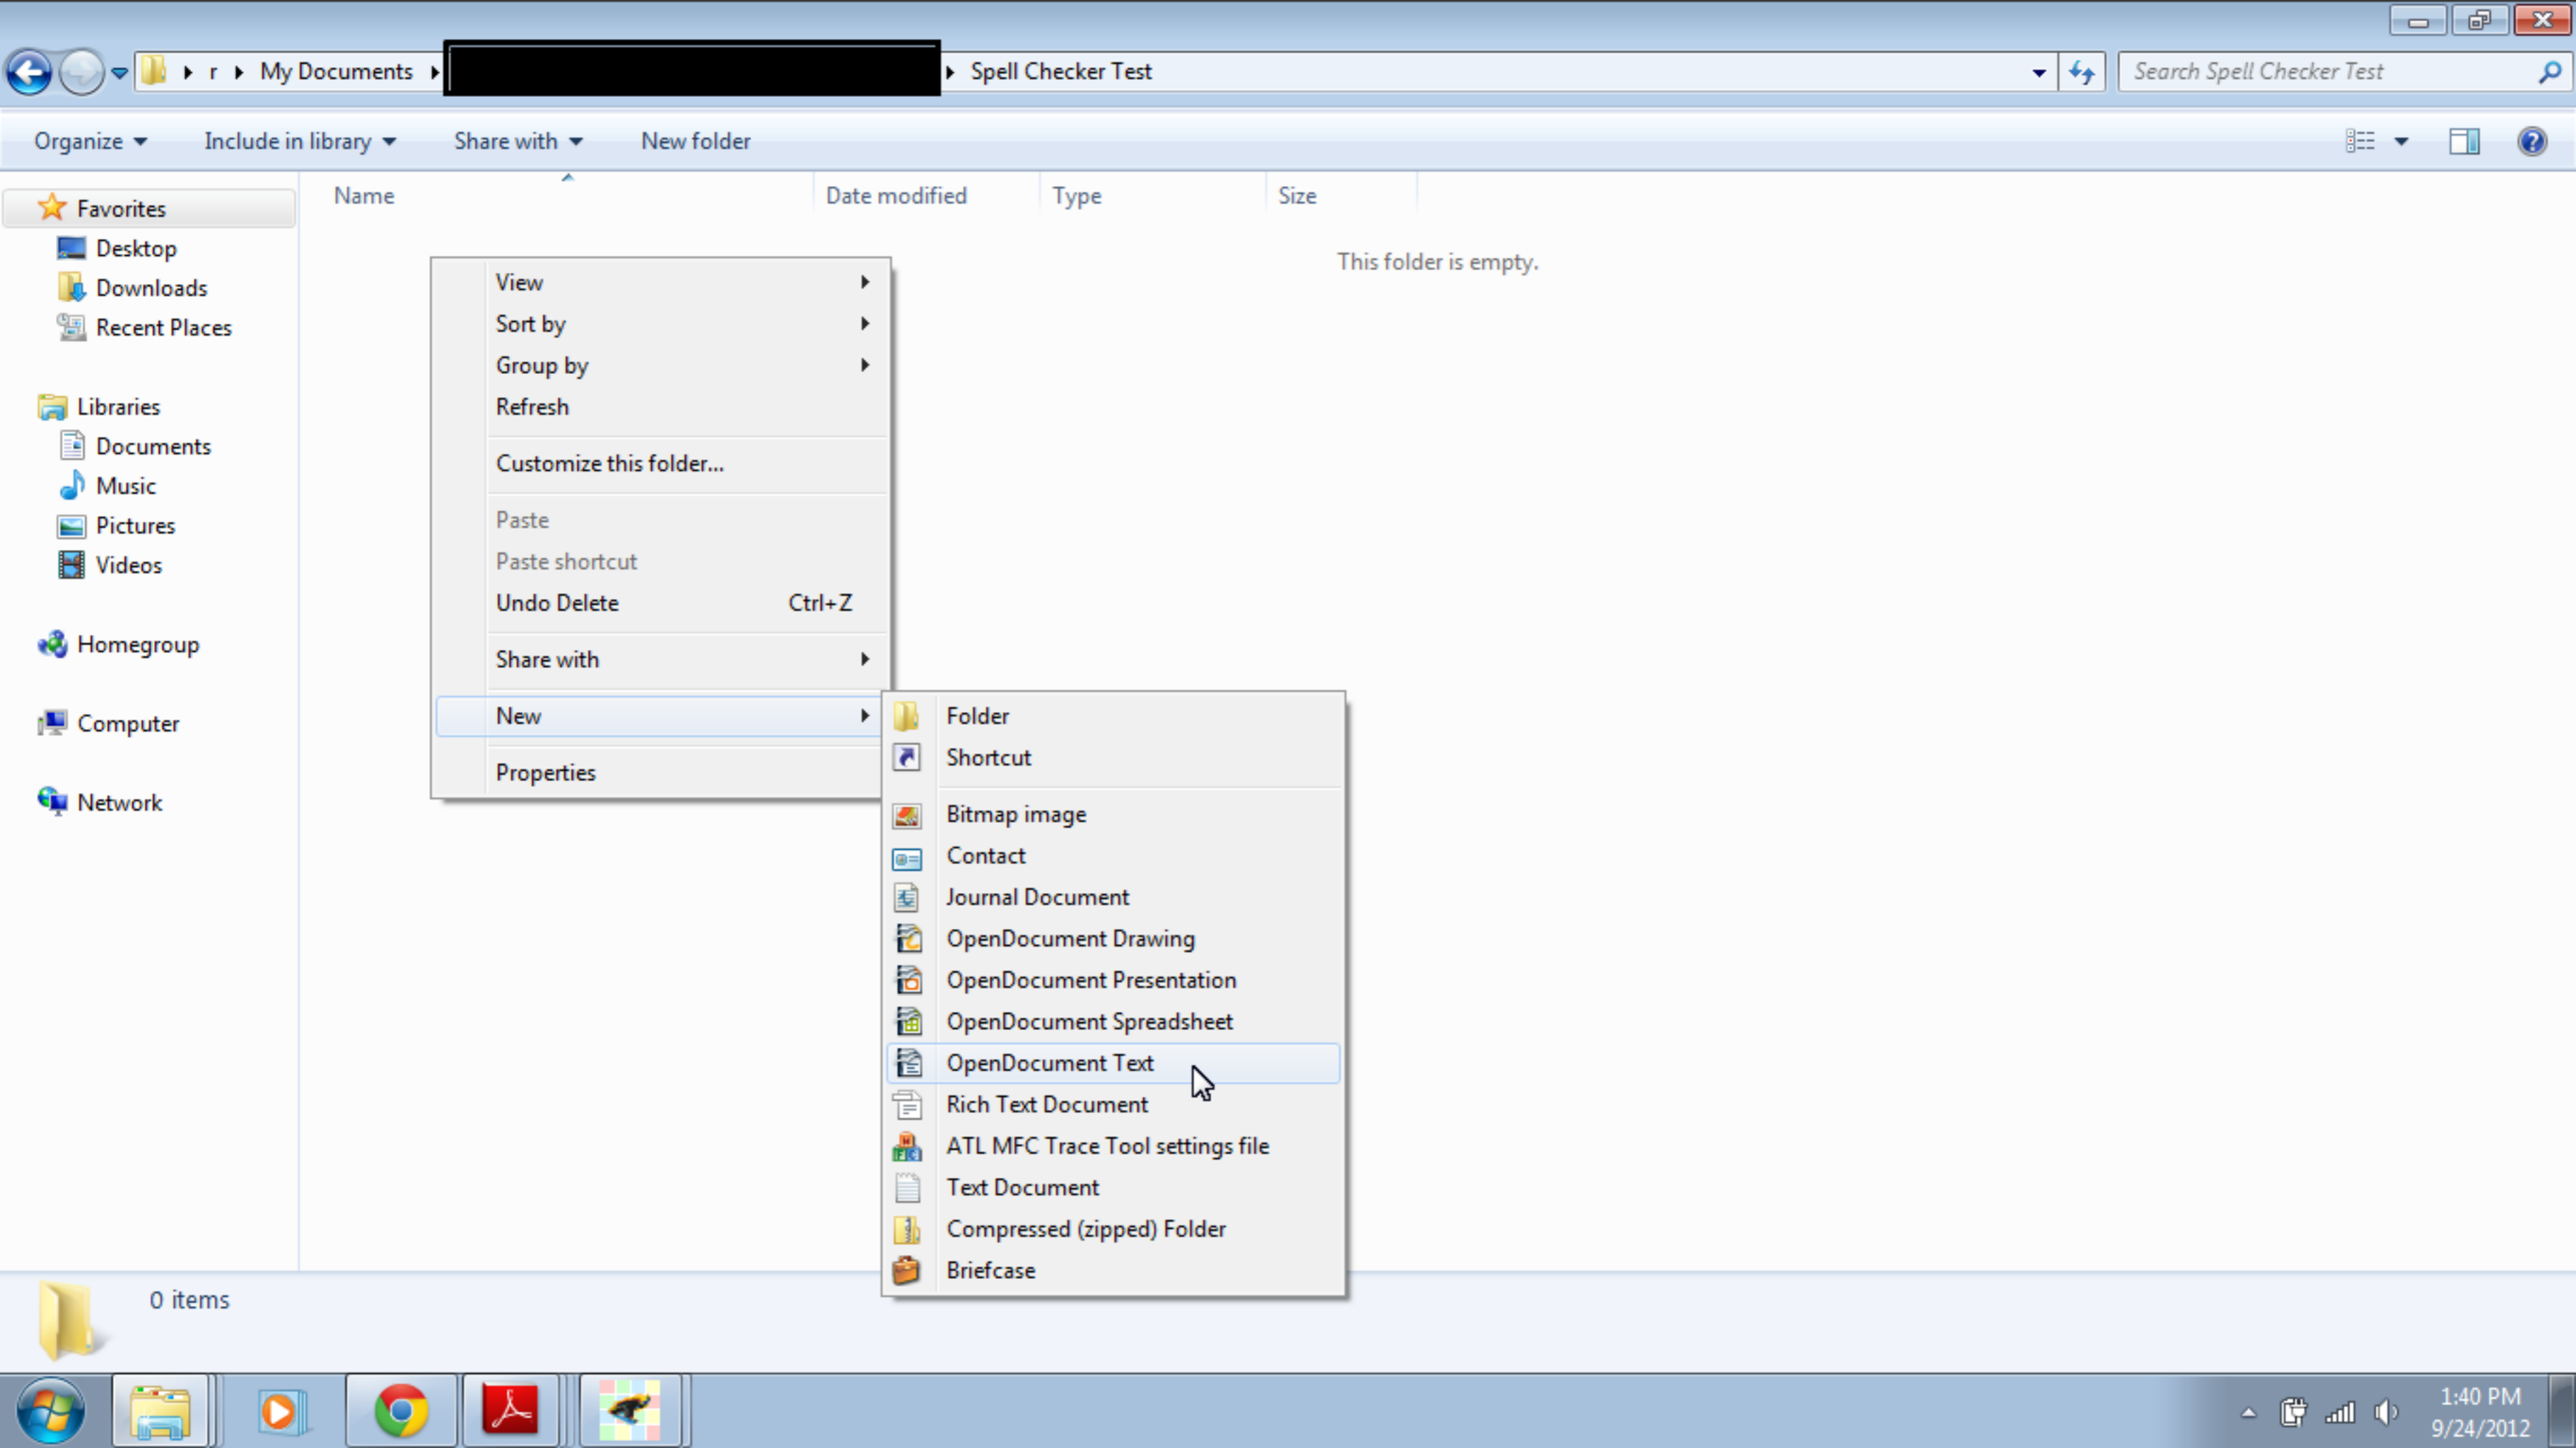 r
My Documents
Spell Checker Test
Search Spell Checker Test
Organize
Include in library
Share with
New folder
Name
Date modified
Type
Size
This folder is empty.
Favorites
Desktop
Downloads
Recent Places
Libraries
Documents
Music
Pictures
Videos
Homegroup
Computer
Network
View
Sort by
Group by
Refresh
Customize this folder...
Paste
Paste shortcut
Undo Delete Ctrl+Z
Share with
New
Properties
Folder
Shortcut
Bitmap image
Contact
Journal Document
OpenDocument Drawing
OpenDocument Presentation
OpenDocument Spreadsheet
OpenDocument Text
Rich Text Document
ATL MFC Trace Tool settings file
Text Document
Compressed (zipped) Folder
Briefcase
0 items
1:40 PM
9/24/2012